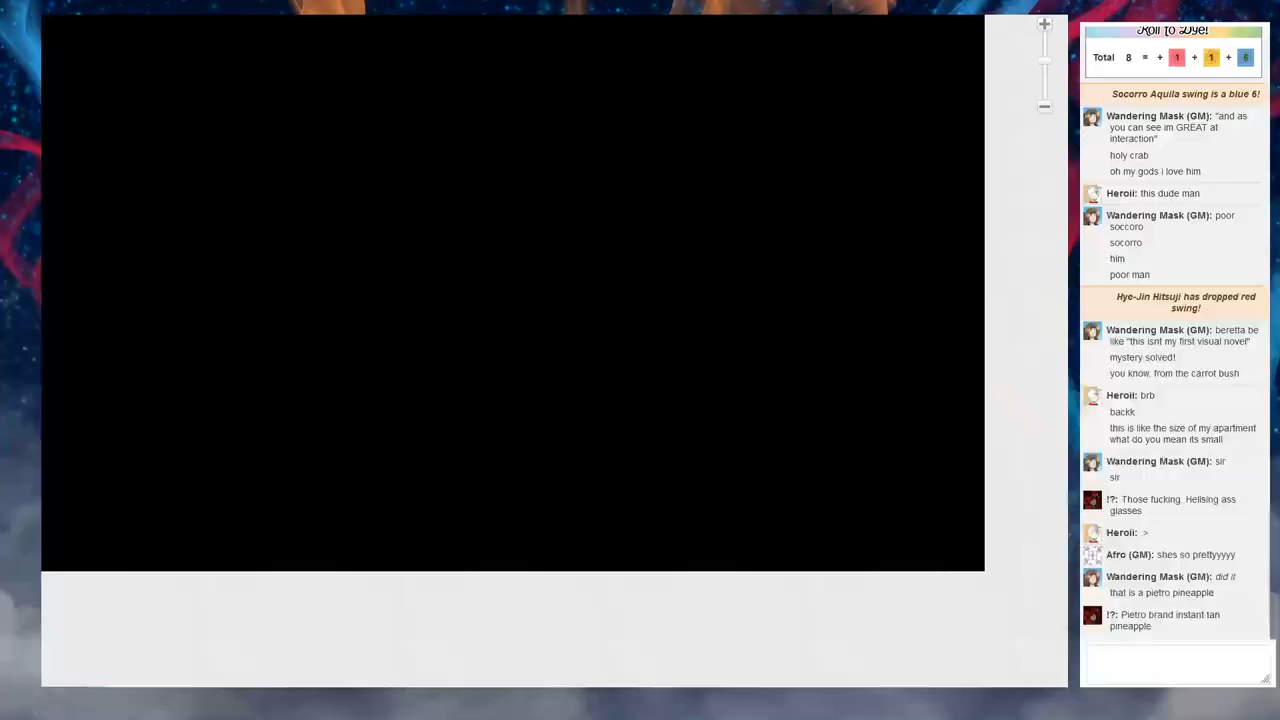 Roll to Dye!
Total 8 = + 1 + 1 + 6
Socorro Aquila swing is a blue 6!
Wandering Mask (GM): "and as
you can see im GREAT at
interaction"
holy crab
oh my gods i love him
Heroii: this dude man
Wandering Mask (GM): poor
soccoro
socorro
him
poor man
Hye-Jin Hitsuji has dropped red
swing!
Wandering Mask (GM): beretta be
like "this isnt my first visual novel"
mystery solved!
you know, from the carrot bush
Heroii: brb
backk
this is like the size of my apartment
what do you mean its small
Wandering Mask (GM): sir
sir
!?: Those fucking. Hellsing ass
glasses
Heroii: >
Afro (GM): shes so prettyyyyy
Wandering Mask (GM): did it
that is a pietro pineapple
!?: Pietro brand instant tan
pineapple